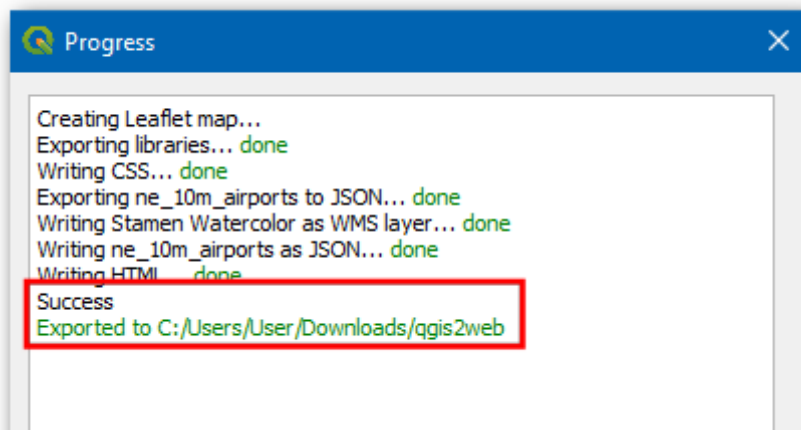 Progress
Creating Leaflet map...
Exporting libraries... done
Writing CSS... done
Exporting ne_10m_airports to JSON... done
Writing Stamen Watercolor as WMS layer... done
Writing ne_10m_airports as JSON... done
Writing HTML... done
Success
Exported to C:/Users/User/Downloads/qgis2web